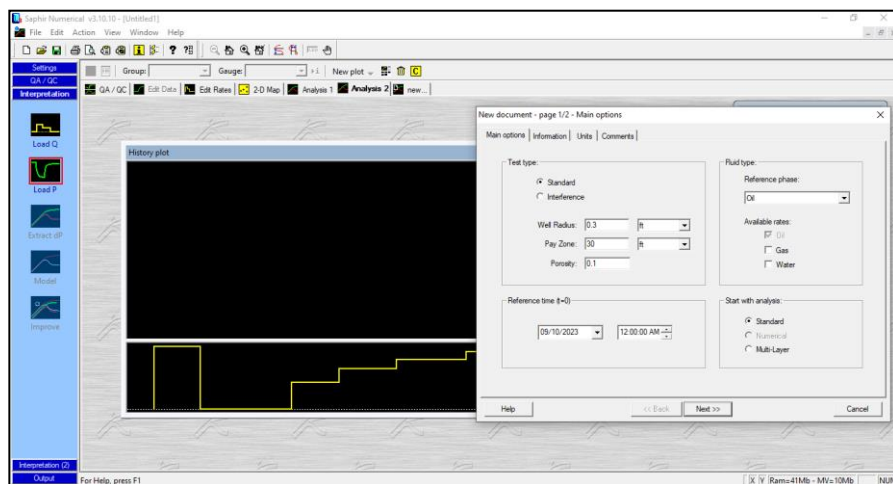 Saphir Numerical v3.10.10 - [Untitled1]
File Edit Action View Window Help
Settings
QA / QC
Interpretation
Group: Gauge: New plot
QA / QC Edit Data Edit Rates 2-D Map Analysis 1 Analysis 2 new...
Load Q
Load P
Extract dP
Model
Improve
History plot
New document - page 1/2 - Main options
Main options Information Units Comments
Test type:
Standard
Interference
Well Radius: 0.3 ft
Pay Zone: 30 ft
Porosity: 0.1
Fluid type:
Reference phase:
Oil
Available rates:
Oil
Gas
Water
Reference time (t=0)
09/10/2023 12:00:00 AM
Start with analysis:
Standard
Numerical
Multi-Layer
Help << Back Next >> Cancel
Interpretation (2)
Output
For Help, press F1
X Y Ram=41Mb - MV=10Mb NU